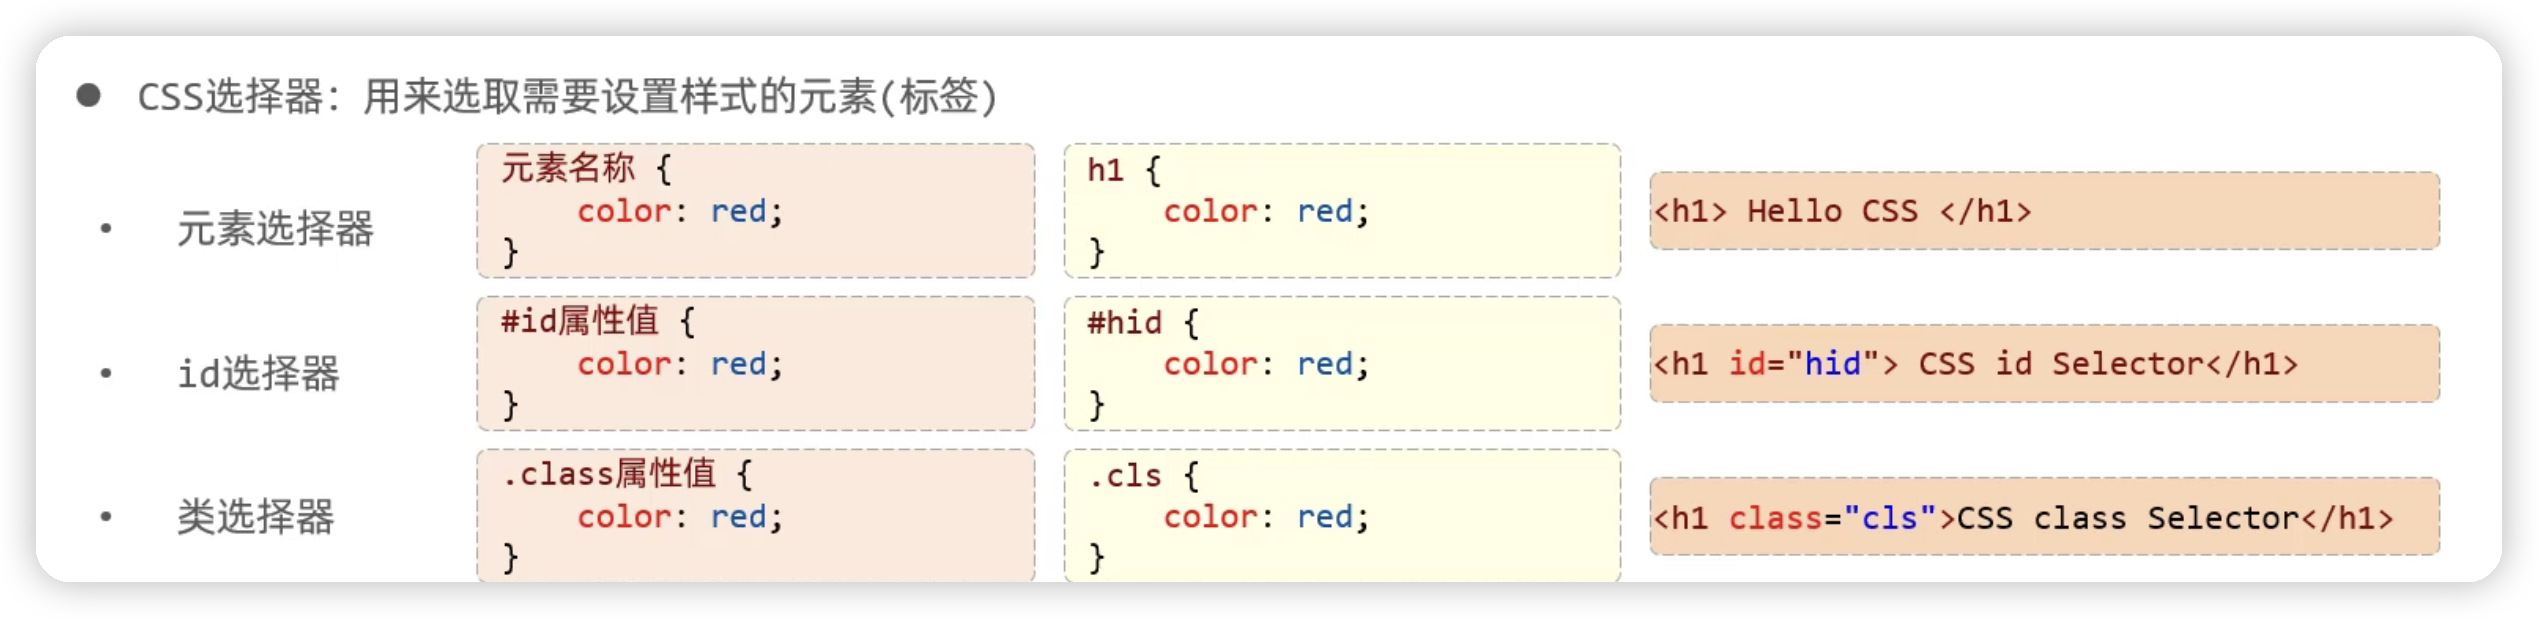 ● CSS选择器：用来选取需要设置样式的元素(标签)
• 元素选择器
元素名称 {
    color: red;
}
h1 {
    color: red;
}
<h1> Hello CSS </h1>
• id选择器
#id属性值 {
    color: red;
}
#hid {
    color: red;
}
<h1 id="hid"> CSS id Selector</h1>
• 类选择器
.class属性值 {
    color: red;
}
.cls {
    color: red;
}
<h1 class="cls">CSS class Selector</h1>